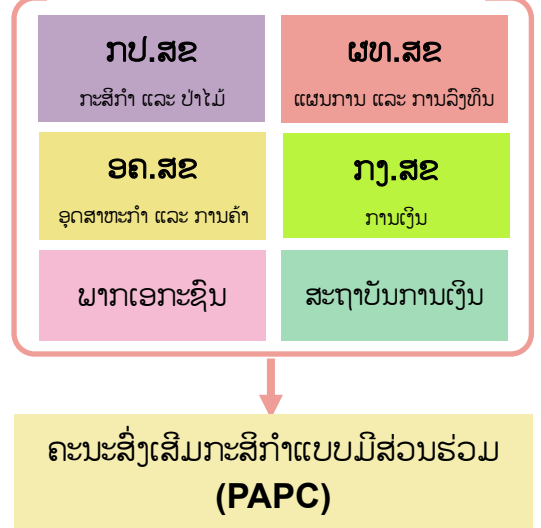 ກປ.ສຂ
ກະສິກຳ ແລະ ປ່າໄມ້
ຜທ.ສຂ
ແຜນການ ແລະ ການລົງທຶນ
ອຄ.ສຂ
ອຸດສາຫະກຳ ແລະ ການຄ້າ
ກງ.ສຂ
ການເງິນ
ພາກເອກະຊົນ
ສະຖາບັນການເງິນ
ຄະນະສົ່ງເສີມກະສິກຳແບບມີສ່ວນຮ່ວມ
(PAPC)